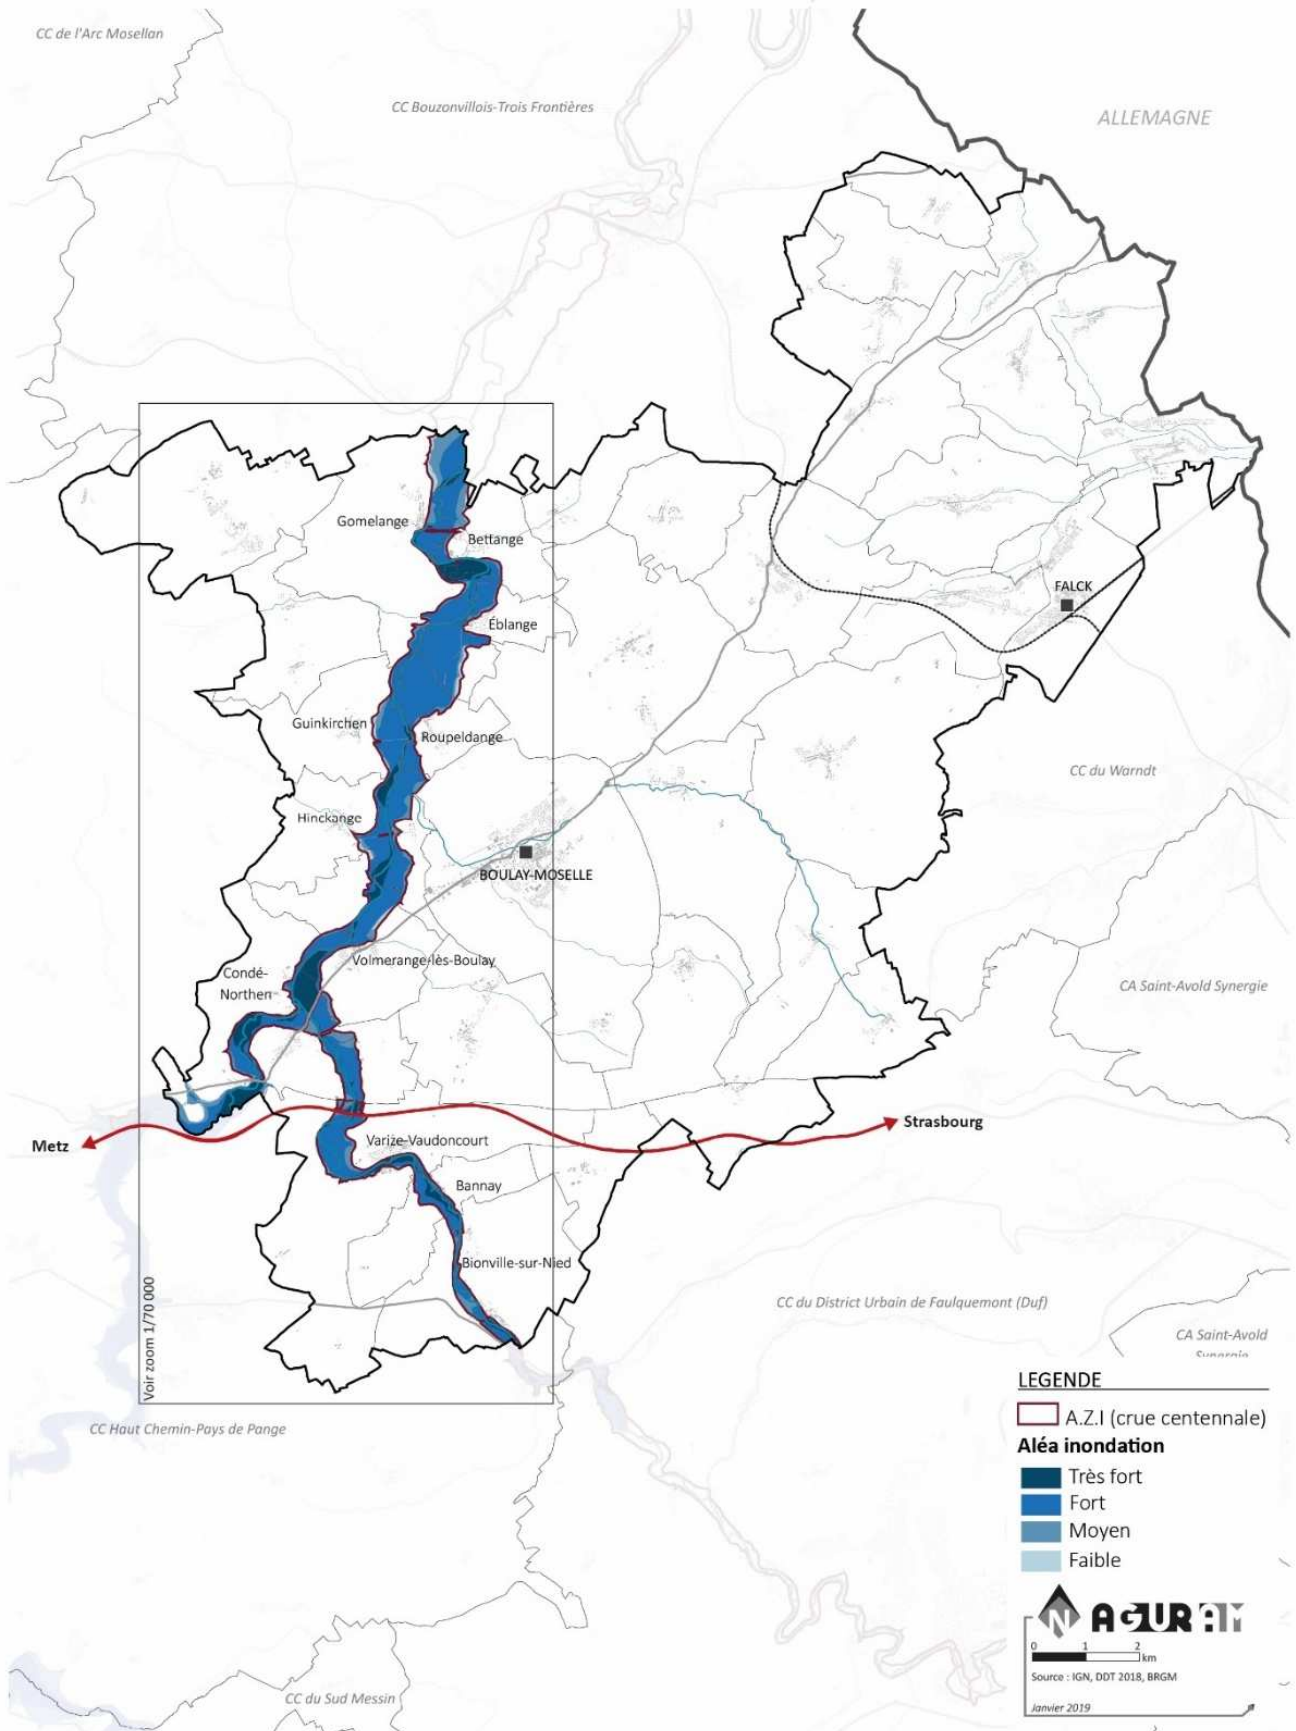 CC de l'Arc Mosellan
CC Bouzonvillois-Trois Frontières
ALLEMAGNE
Gomelange
Bettange
FALCK
Éblange
Guinkirchen
Roupeldange
CC du Warndt
Hinckange
BOULAY-MOSELLE
Volmerange-lès-Boulay
Condé-
Northen
CA Saint-Avold Synergie
Metz
Strasbourg
Varize-Vaudoncourt
Bannay
Bionville-sur-Nied
Voir zoom 1/70 000
CC du District Urbain de Faulquemont (Duf)
CA Saint-Avold
Synergie
CC Haut Chemin-Pays de Pange
LEGENDE
A.Z.I (crue centennale)
Aléa inondation
Très fort
Fort
Moyen
Faible
N AGURAM
0 1 2
km
Source : IGN, DDT 2018, BRGM
Janvier 2019
CC du Sud Messin